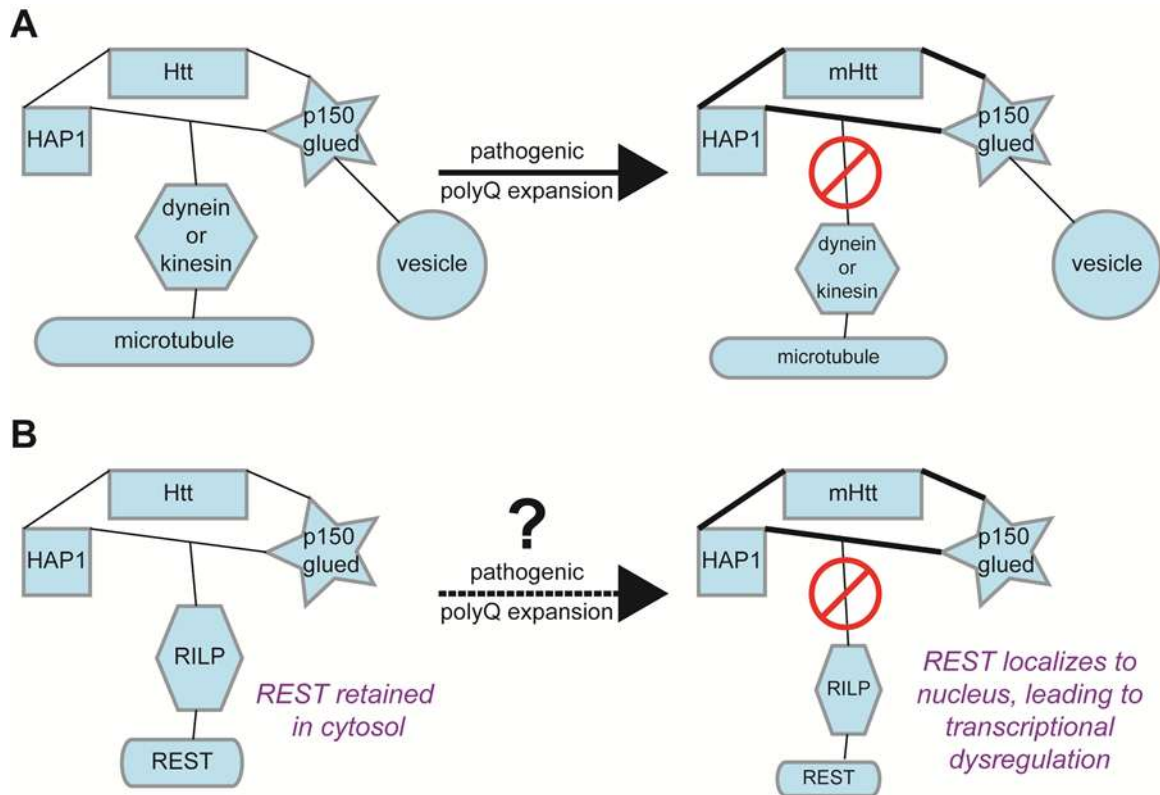 A
Htt
HAP1
p150
glued
dynein
or
kinesin
vesicle
microtubule
pathogenic
polyQ expansion
mHtt
HAP1
p150
glued
dynein
or
kinesin
vesicle
microtubule
B
Htt
HAP1
p150
glued
RILP
REST retained
in cytosol
REST
?
pathogenic
polyQ expansion
mHtt
HAP1
p150
glued
RILP
REST
REST localizes to
nucleus, leading to
transcriptional
dysregulation